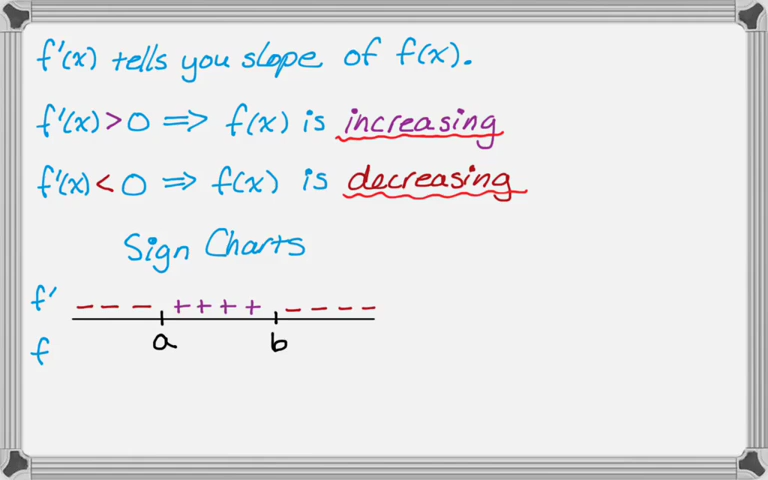 f'(x) tells you slope of f(x).
f'(x) > 0 ⇒ f(x) is increasing
f'(x) < 0 ⇒ f(x) is decreasing
Sign Charts
f' − − − + + + + − − − −
a b
f